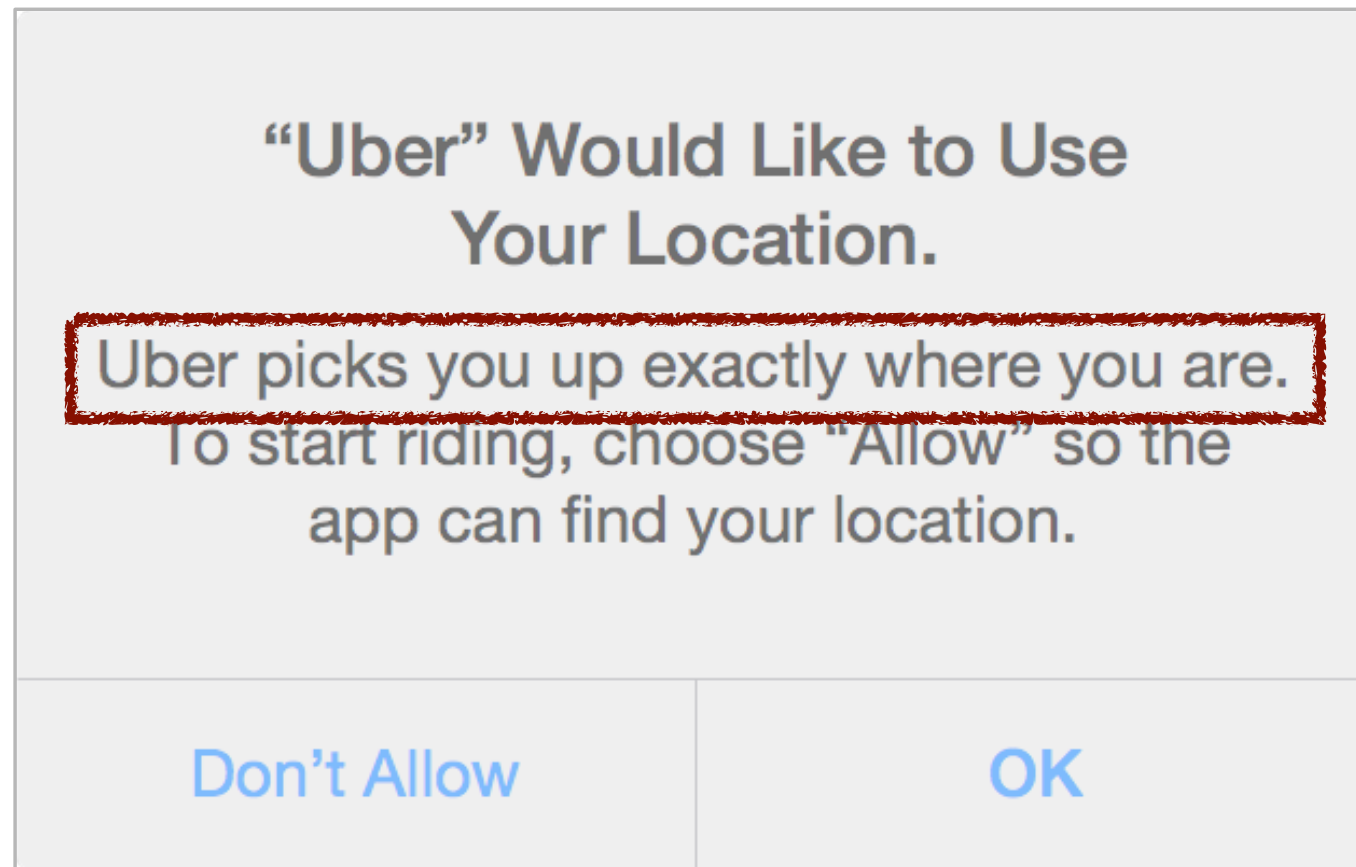 “Uber” Would Like to Use
Your Location.
Uber picks you up exactly where you are.
To start riding, choose “Allow” so the
app can find your location.
Don’t Allow
OK